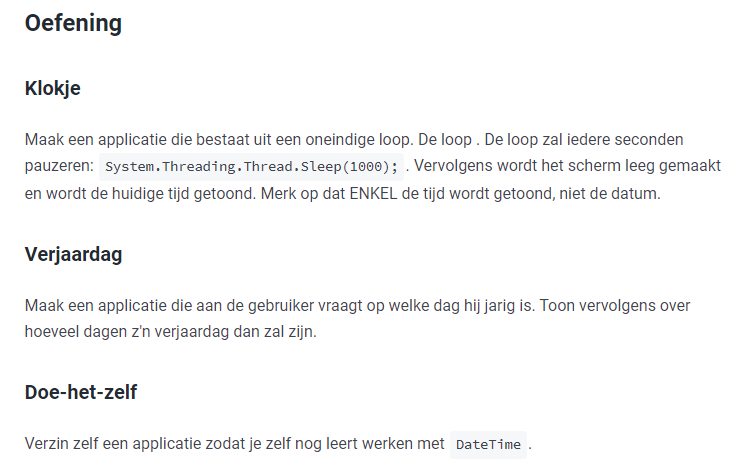 Oefening
Klokje
Maak een applicatie die bestaat uit een oneindige loop. De loop . De loop zal iedere seconden
pauzeren: System.Threading.Thread.Sleep(1000); . Vervolgens wordt het scherm leeg gemaakt
en wordt de huidige tijd getoond. Merk op dat ENKEL de tijd wordt getoond, niet de datum.
Verjaardag
Maak een applicatie die aan de gebruiker vraagt op welke dag hij jarig is. Toon vervolgens over
hoeveel dagen z'n verjaardag dan zal zijn.
Doe-het-zelf
Verzin zelf een applicatie zodat je zelf nog leert werken met DateTime .